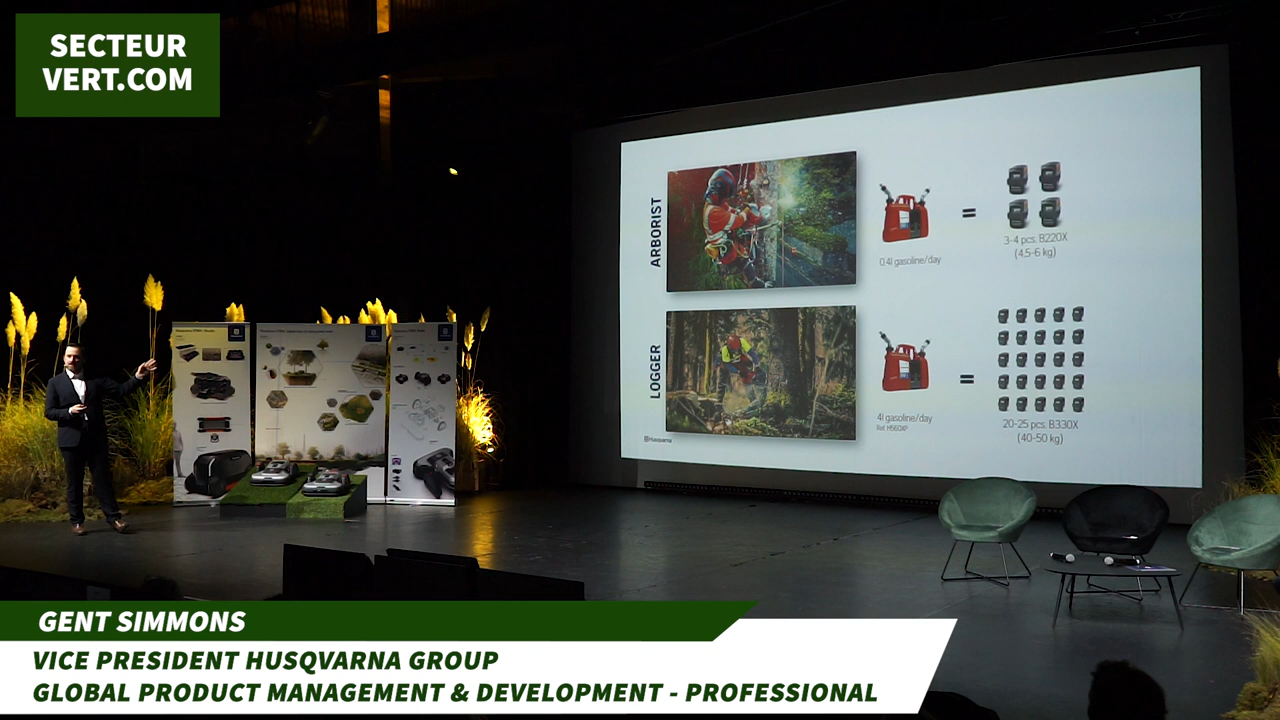 SECTEUR
VERT.COM
ARBORIST
0.4l gasoline/day
=
3-4 pcs. B220X
(4,5-6 kg)
LOGGER
4l gasoline/day
=
20-25 pcs. B330X
(40-50 kg)
Husqvarna
GENT SIMMONS
VICE PRESIDENT HUSQVARNA GROUP
GLOBAL PRODUCT MANAGEMENT & DEVELOPMENT - PROFESSIONAL